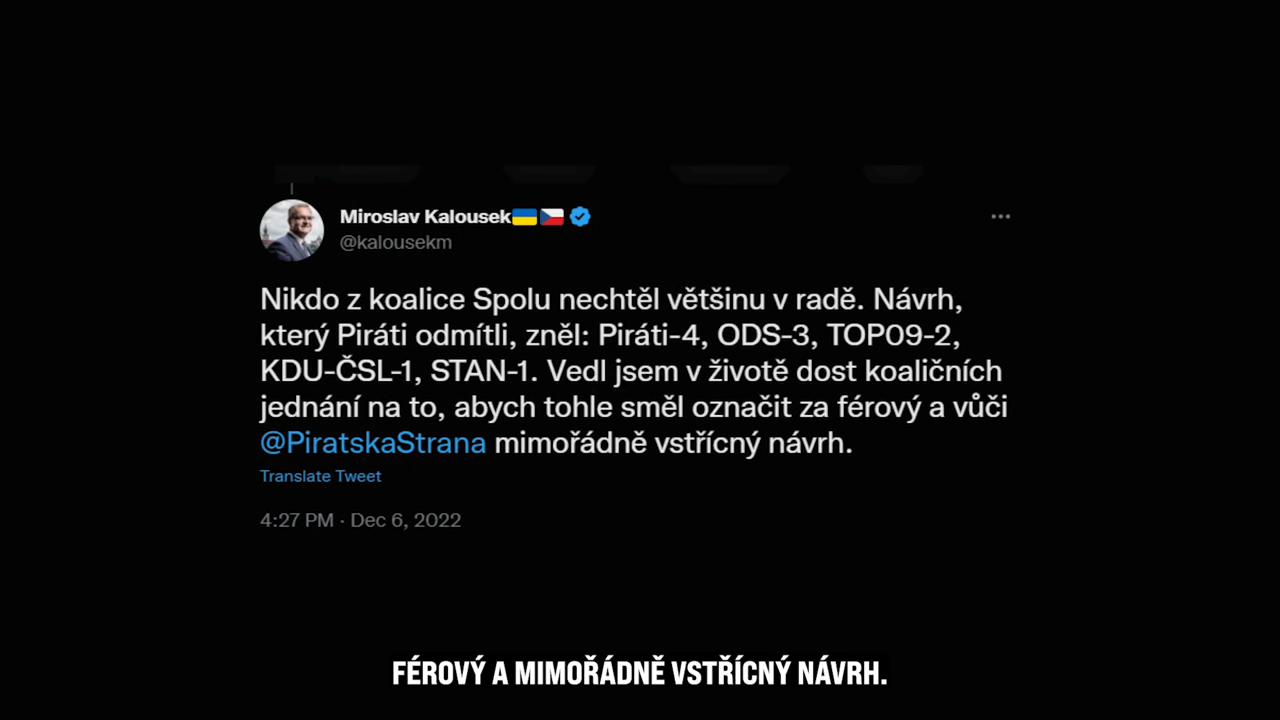 Miroslav Kalousek🇺🇦🇨🇿
@kalousekm
Nikdo z koalice Spolu nechtěl většinu v radě. Návrh,
který Piráti odmítli, zněl: Piráti-4, ODS-3, TOP09-2,
KDU-ČSL-1, STAN-1. Vedl jsem v životě dost koaličních
jednání na to, abych tohle směl označit za férový a vůči
@PiratskaStrana mimořádně vstřícný návrh.
Translate Tweet
4:27 PM · Dec 6, 2022
FÉROVÝ A MIMOŘÁDNĚ VSTŘÍCNÝ NÁVRH.